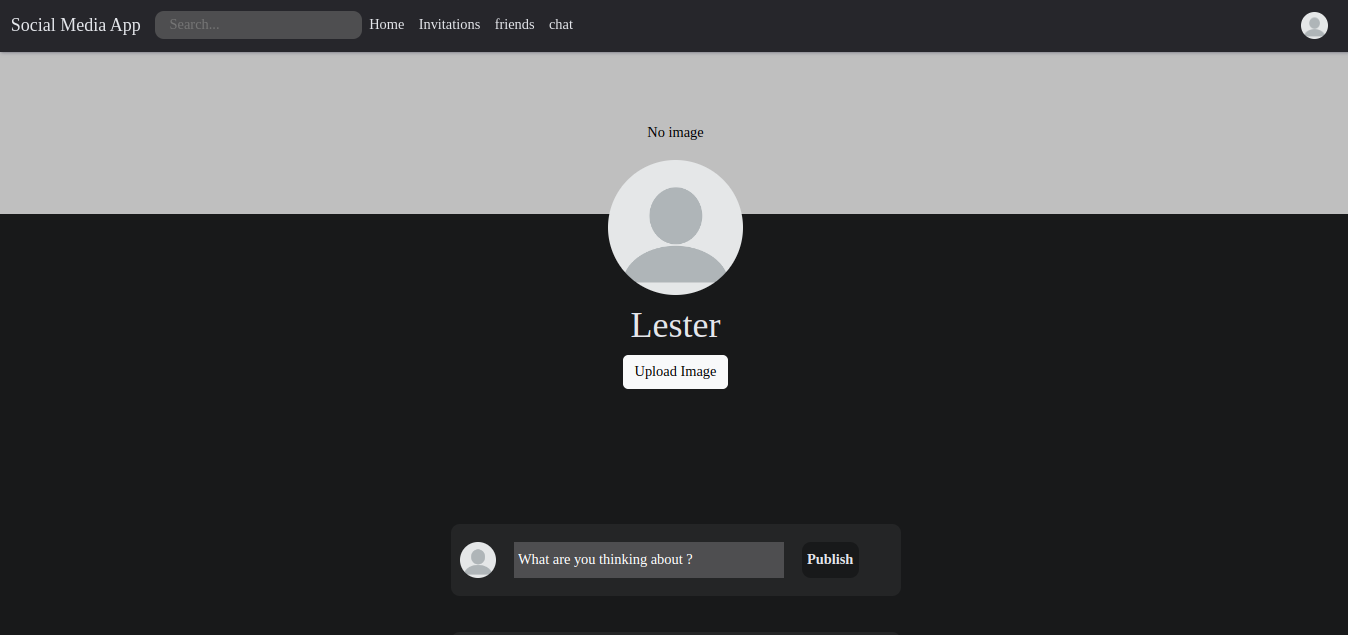 Social Media App Search... Home Invitations friends chat
No image
Lester
Upload Image
What are you thinking about ? Publish